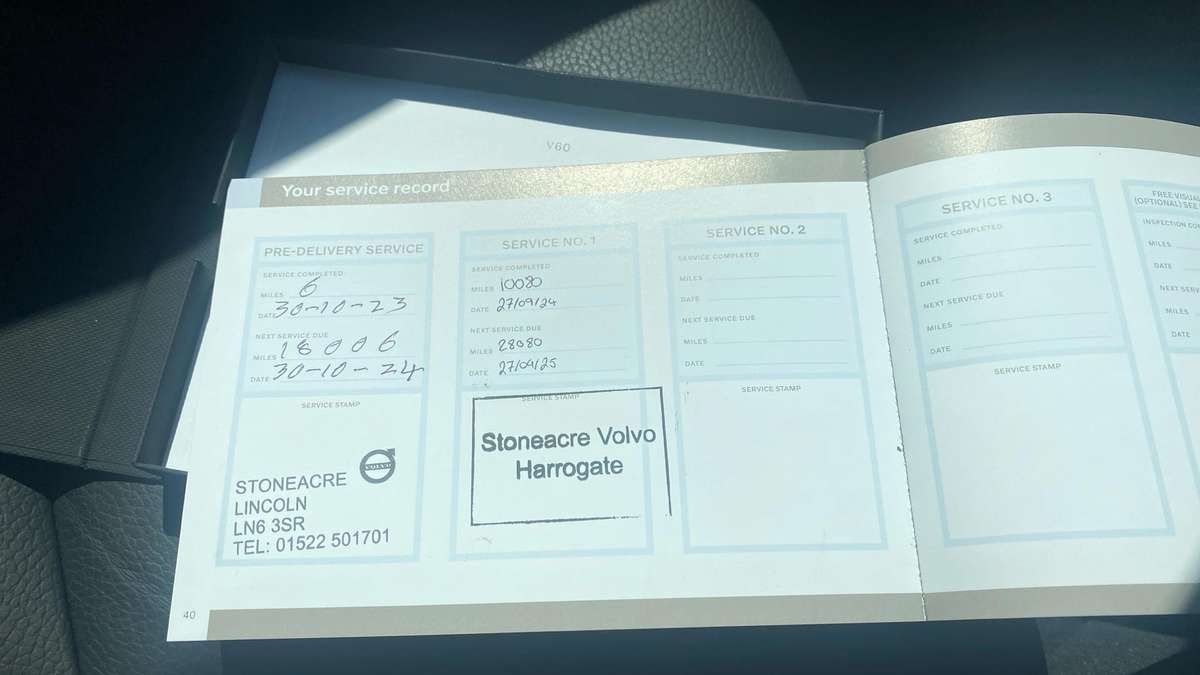 V60
Your service record
PRE-DELIVERY SERVICE
SERVICE COMPLETED
MILES 6
DATE 30-10-23
NEXT SERVICE DUE
MILES 18006
DATE 30-10-24
SERVICE STAMP
VOLVO
STONEACRE
LINCOLN
LN6 3SR
TEL: 01522 501701
SERVICE NO. 1
SERVICE COMPLETED
MILES 10080
DATE 27/09/24
NEXT SERVICE DUE
MILES 28080
DATE 27/09/25
SERVICE STAMP
Stoneacre Volvo
Harrogate
SERVICE NO. 2
SERVICE COMPLETED
MILES
DATE
NEXT SERVICE DUE
MILES
DATE
SERVICE STAMP
SERVICE NO. 3
SERVICE COMPLETED
MILES
DATE
NEXT SERVICE DUE
MILES
DATE
SERVICE STAMP
FREE
(OPTIONAL) SEE
INSPECTION
MILES
DATE
NEXT
MILES
DATE
40